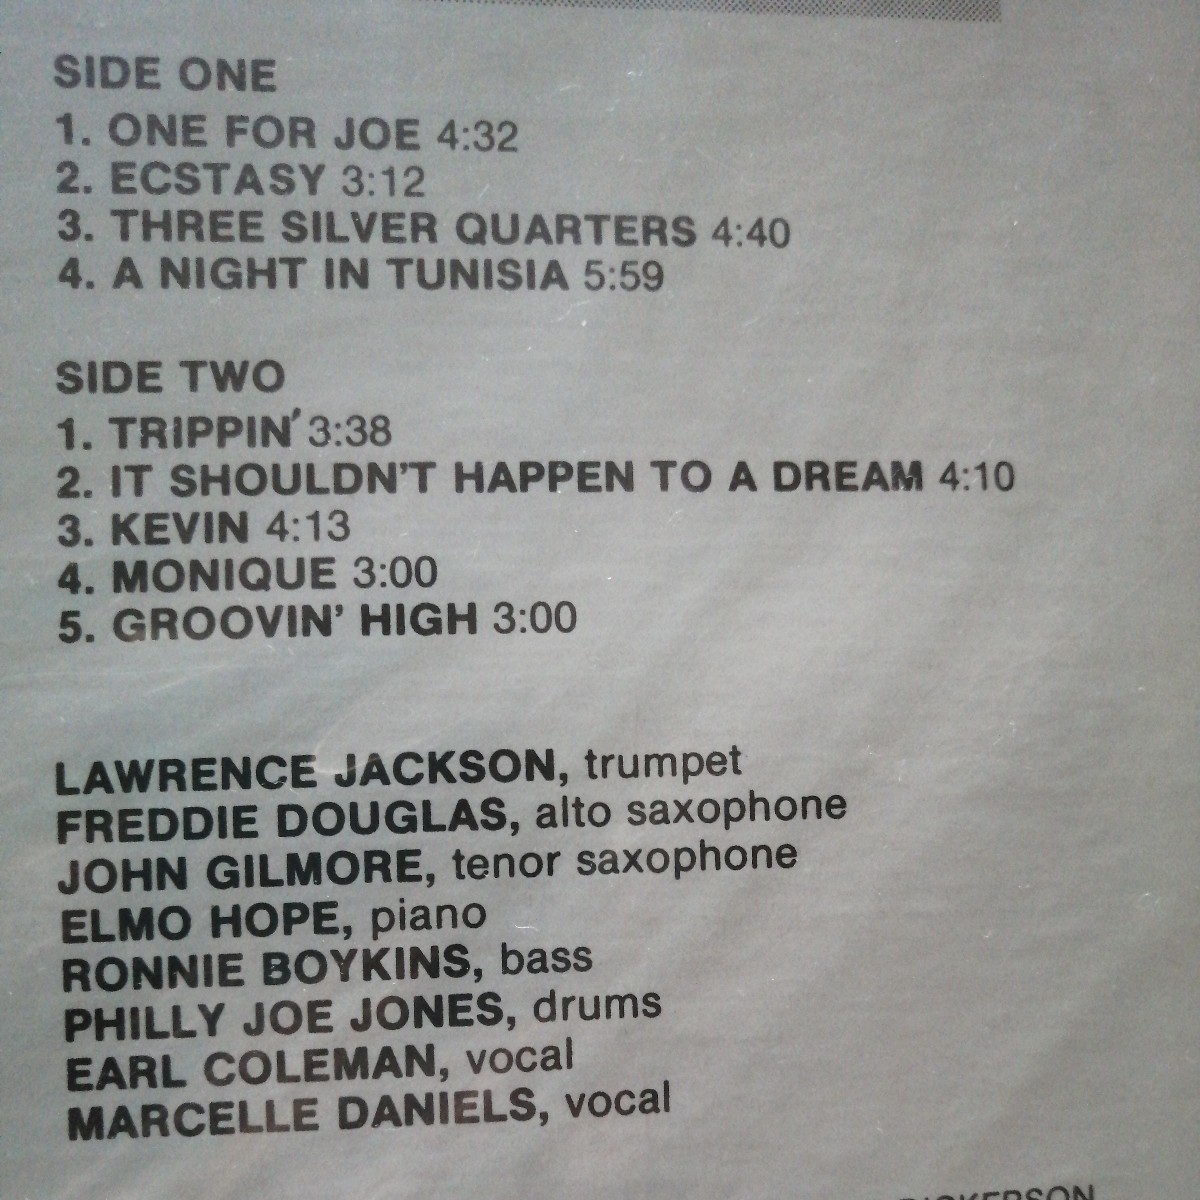 SIDE ONE
1. ONE FOR JOE 4:32
2. ECSTASY 3:12
3. THREE SILVER QUARTERS 4:40
4. A NIGHT IN TUNISIA 5:59
SIDE TWO
1. TRIPPIN' 3:38
2. IT SHOULDN'T HAPPEN TO A DREAM 4:10
3. KEVIN 4:13
4. MONIQUE 3:00
5. GROOVIN' HIGH 3:00
LAWRENCE JACKSON, trumpet
FREDDIE DOUGLAS, alto saxophone
JOHN GILMORE, tenor saxophone
ELMO HOPE, piano
RONNIE BOYKINS, bass
PHILLY JOE JONES, drums
EARL COLEMAN, vocal
MARCELLE DANIELS, vocal